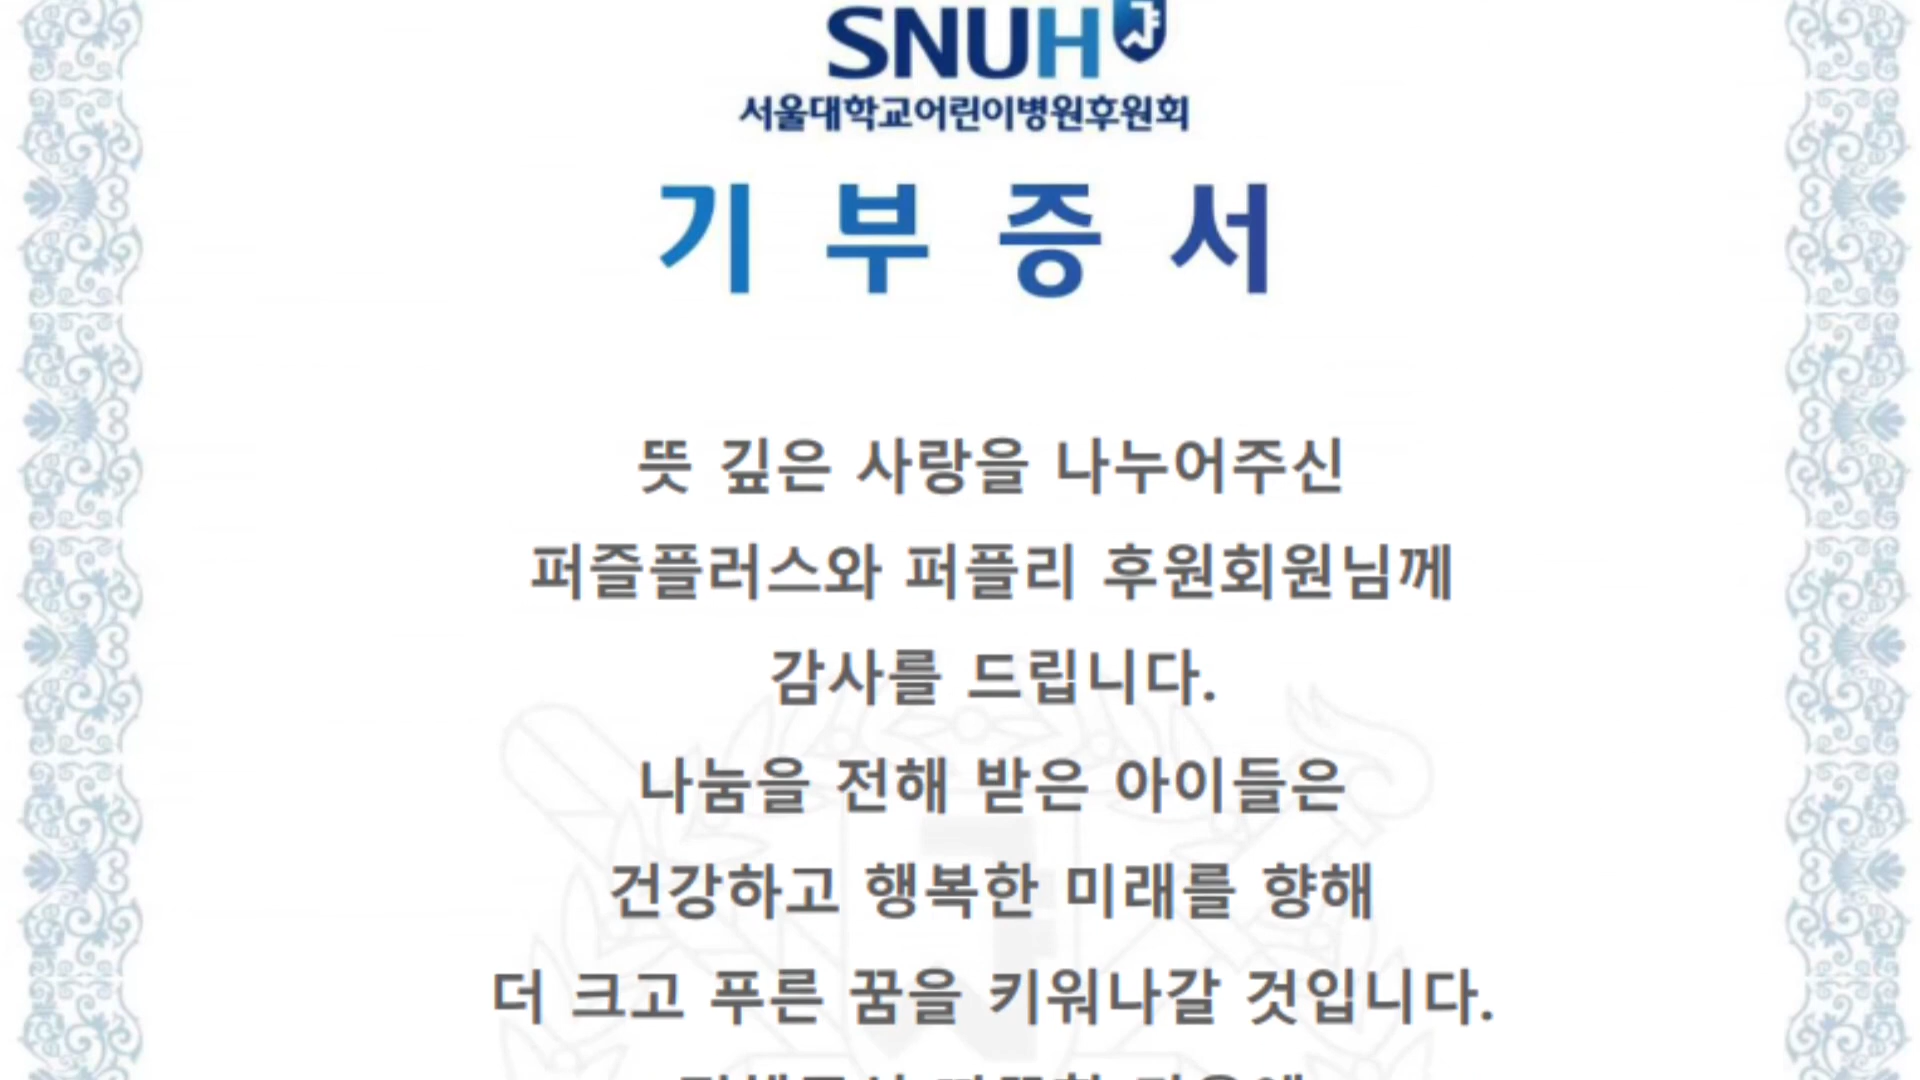 SNUH
서울대학교어린이병원후원회
기부증서
뜻 깊은 사랑을 나누어주신
퍼즐플러스와 퍼플리 후원회원님께
감사를 드립니다.
나눔을 전해 받은 아이들은
건강하고 행복한 미래를 향해
더 크고 푸른 꿈을 키워나갈 것입니다.